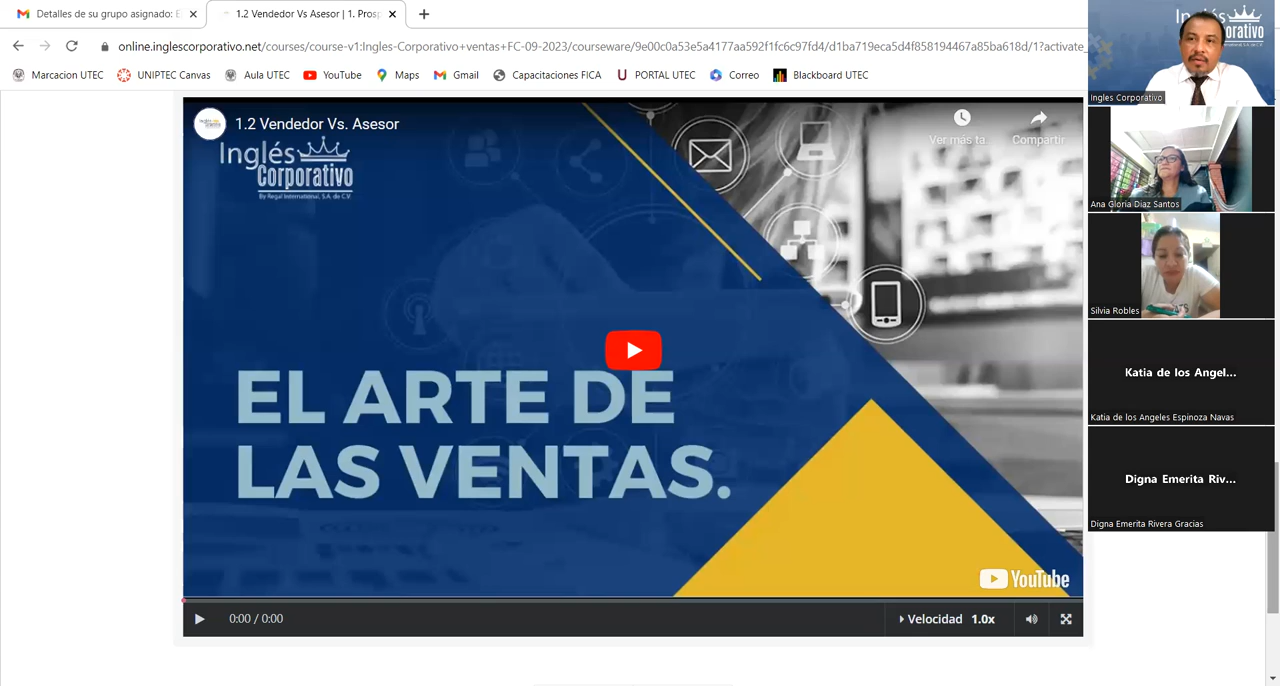 Detalles de su grupo asignado: E
1.2 Vendedor Vs Asesor | 1. Prosp
online.inglescorporativo.net/courses/course-v1:Ingles-Corporativo+ventas+FC-09-2023/courseware/9e00c0a53e5a4177aa592f1fc6c97fd4/d1ba719eca5d4f858194467a85ba618d/1?activate_
Marcacion UTEC
UNIPTEC Canvas
Aula UTEC
YouTube
Maps
Gmail
Capacitaciones FICA
PORTAL UTEC
Correo
Blackboard UTEC
1.2 Vendedor Vs. Asesor
Ver más ta
Compartir
Inglés
Corporativo
By Regal International, S.A. de C.V.
EL ARTE DE
LAS VENTAS.
YouTube
0:00 / 0:00
Velocidad 1.0x
Ingles Corporativo
Ana Gloria Diaz Santos
Silvia Robles
Katia de los Angel...
Katia de los Angeles Espinoza Navas
Digna Emerita Riv...
Digna Emerita Rivera Gracias